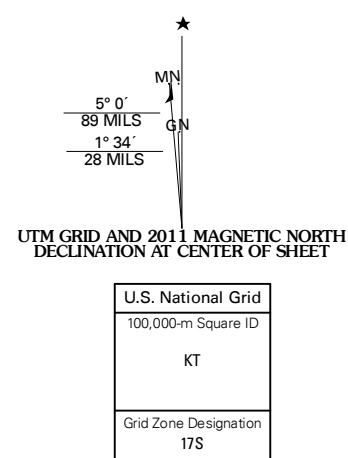 ★
MN
5° 0´
89 MILS
GN
1° 34´
28 MILS
UTM GRID AND 2011 MAGNETIC NORTH
DECLINATION AT CENTER OF SHEET
U.S. National Grid
100,000-m Square ID
KT
Grid Zone Designation
17S